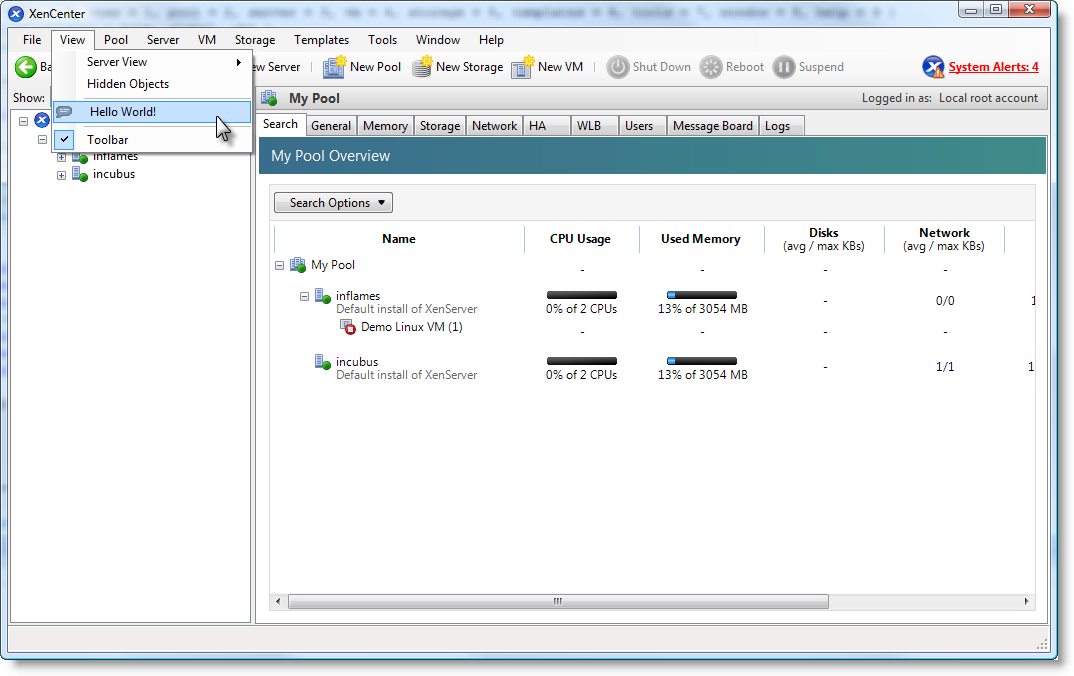 XenCenter
File View Pool Server VM Storage Templates Tools Window Help
Ba ew Server New Pool New Storage New VM Shut Down Reboot Suspend System Alerts: 4
Server View
Hidden Objects
Hello World!
Toolbar
Show:
inflames
incubus
My Pool Logged in as: Local root account
Search General Memory Storage Network HA WLB Users Message Board Logs
My Pool Overview
Search Options
Name CPU Usage Used Memory Disks Network
(avg / max KBs) (avg / max KBs)
My Pool - - - -
inflames
Default install of XenServer 0% of 2 CPUs 13% of 3054 MB - 0/0 1
Demo Linux VM (1) - - - -
incubus
Default install of XenServer 0% of 2 CPUs 13% of 3054 MB - 1/1 1